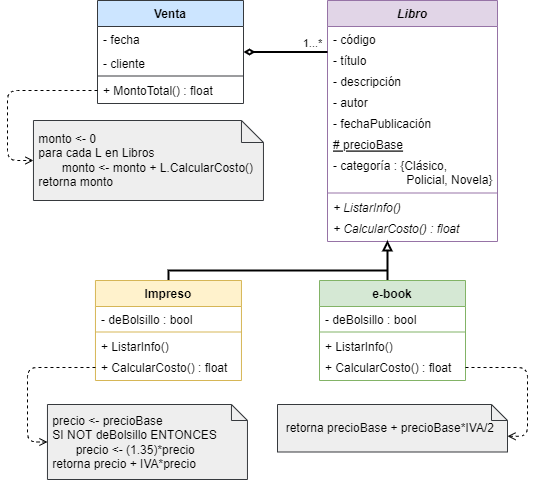 Venta
- fecha
- cliente
+ MontoTotal() : float
1...*
Libro
- código
- título
- descripción
- autor
- fechaPublicación
# precioBase
- categoría : {Clásico,
Policial, Novela}
+ ListarInfo()
+ CalcularCosto() : float
monto <- 0
para cada L en Libros
monto <- monto + L.CalcularCosto()
retorna monto
Impreso
- deBolsillo : bool
+ ListarInfo()
+ CalcularCosto() : float
e-book
- deBolsillo : bool
+ ListarInfo()
+ CalcularCosto() : float
precio <- precioBase
SI NOT deBolsillo ENTONCES
precio <- (1.35)*precio
retorna precio + IVA*precio
retorna precioBase + precioBase*IVA/2